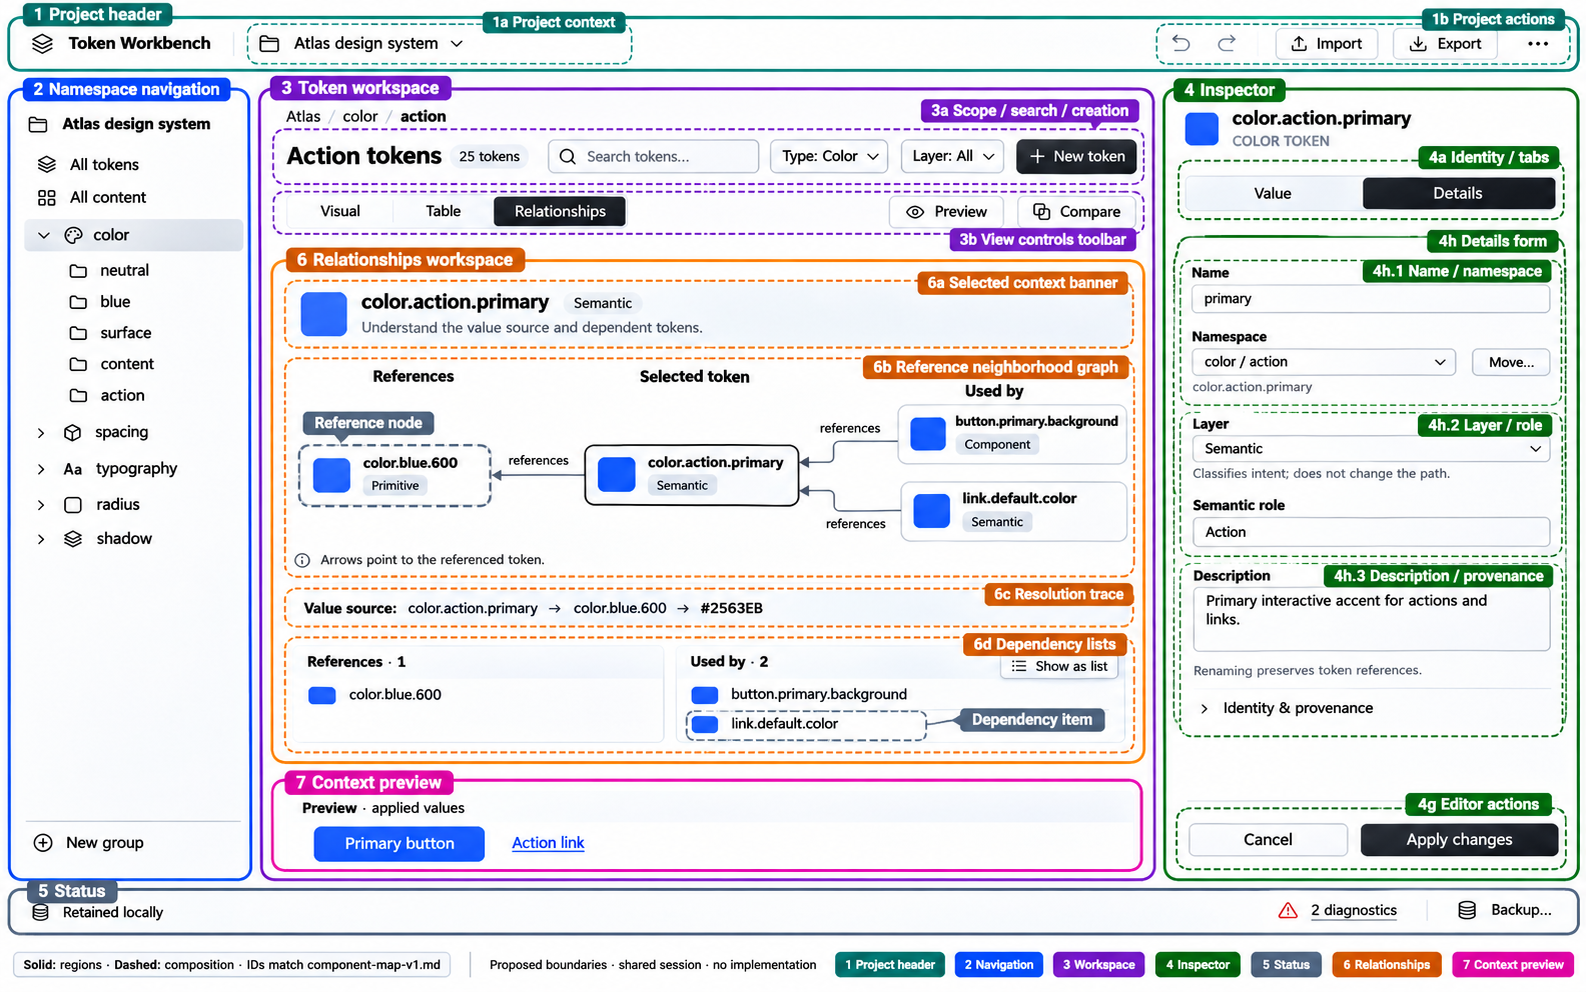 1 Project header
1a Project context
1b Project actions
Token Workbench
Atlas design system
Import
Export
2 Namespace navigation
Atlas design system
All tokens
All content
color
neutral
blue
surface
content
action
spacing
Aa typography
radius
shadow
New group
3 Token workspace
Atlas / color / action
3a Scope / search / creation
Action tokens
25 tokens
Search tokens...
Type: Color
Layer: All
New token
Visual
Table
Relationships
Preview
Compare
3b View controls toolbar
6 Relationships workspace
6a Selected context banner
color.action.primary
Semantic
Understand the value source and dependent tokens.
6b Reference neighborhood graph
References
Selected token
Used by
Reference node
color.blue.600
Primitive
references
color.action.primary
Semantic
references
button.primary.background
Component
references
link.default.color
Semantic
Arrows point to the referenced token.
6c Resolution trace
Value source: color.action.primary → color.blue.600 → #2563EB
6d Dependency lists
References · 1
color.blue.600
Used by · 2
Show as list
button.primary.background
link.default.color
Dependency item
7 Context preview
Preview · applied values
Primary button
Action link
4 Inspector
color.action.primary
COLOR TOKEN
4a Identity / tabs
Value
Details
4h Details form
Name
4h.1 Name / namespace
primary
Namespace
color / action
Move...
color.action.primary
Layer
4h.2 Layer / role
Semantic
Classifies intent; does not change the path.
Semantic role
Action
Description
4h.3 Description / provenance
Primary interactive accent for actions and
links.
Renaming preserves token references.
Identity & provenance
4g Editor actions
Cancel
Apply changes
5 Status
Retained locally
2 diagnostics
Backup...
Solid: regions · Dashed: composition · IDs match component-map-v1.md
Proposed boundaries · shared session · no implementation
1 Project header
2 Navigation
3 Workspace
4 Inspector
5 Status
6 Relationships
7 Context preview